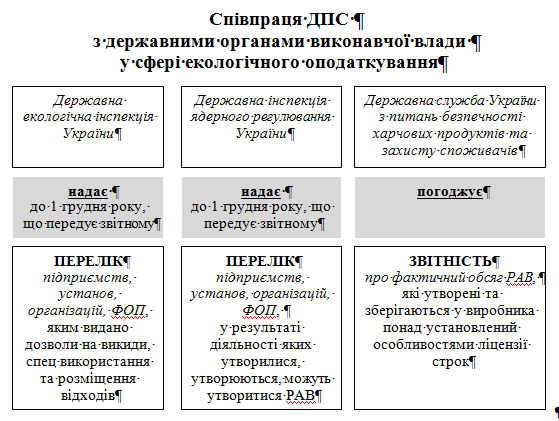 Співпраця ДПС
з державними органами виконавчої влади
у сфері екологічного оподаткування
Державна
екологічна інспекція
України
Державна інспекція
ядерного регулювання
України
Державна служба України
з питань безпечності
харчових продуктів та
захисту споживачів
надає
до 1 грудня року,
що передує звітному
надає
до 1 грудня року, що
передує звітному
погоджує
ПЕРЕЛІК
підприємств,
установ,
організацій, ФОП,
яким видано
дозволи на викиди,
спец використання
та розміщення
відходів
ПЕРЕЛІК
підприємств,
установ, організацій,
ФОП,
у результаті
діяльності яких
утворилися,
утворюються, можуть
утворитися РАВ
ЗВІТНІСТЬ
про фактичний обсяг РАВ,
які утворені та
зберігаються у виробника
понад установлений
особливостями ліцензії
строк